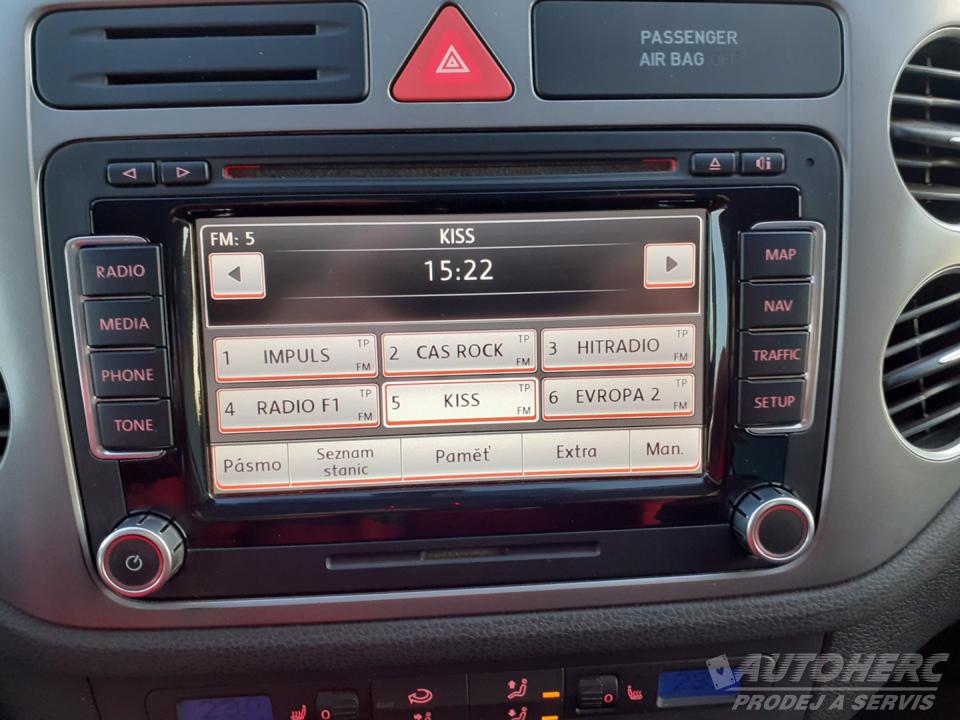 PASSENGER
AIR BAG OFF
RADIO
MEDIA
PHONE
TONE
FM: 5
KISS
15:22
1 IMPULS TP FM
2 CAS ROCK TP FM
3 HITRADIO TP FM
4 RADIO F1 TP FM
5 KISS TP FM
6 EVROPA 2 TP FM
Pásmo
Seznam
stanic
Paměť
Extra
Man.
MAP
NAV
TRAFFIC
SETUP
AUTOHERC
PRODEJ A SERVIS